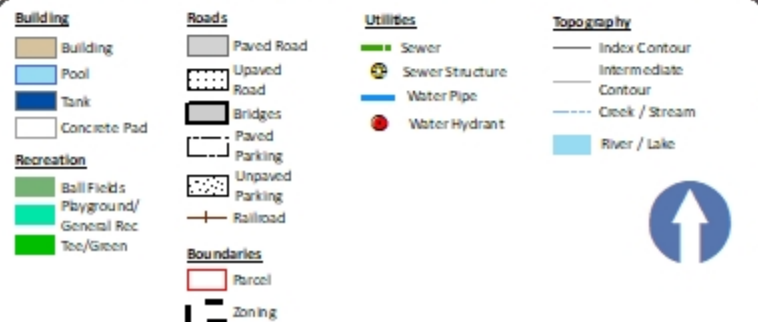 Building
Building
Pool
Tank
Concrete Pad
Recreation
Ball Fields
Playground/
General Rec
Tee/Green
Roads
Paved Road
Upaved
Road
Bridges
Paved
Parking
Unpaved
Parking
Railroad
Boundaries
Parcel
Zoning
Utilities
Sewer
Sewer Structure
Water Pipe
Water Hydrant
Topography
Index Contour
Intermediate
Contour
Creek / Stream
River / Lake